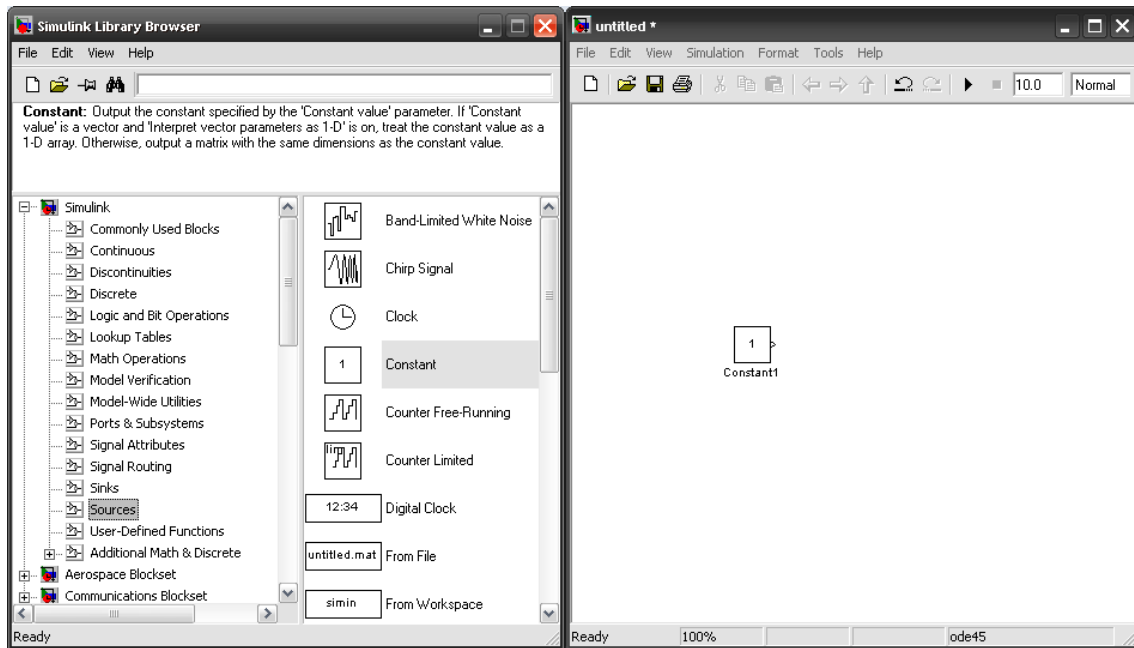 Simulink Library Browser
File Edit View Help
Constant: Output the constant specified by the 'Constant value' parameter. If 'Constant
value' is a vector and 'Interpret vector parameters as 1-D' is on, treat the constant value as a
1-D array. Otherwise, output a matrix with the same dimensions as the constant value.
Simulink
Commonly Used Blocks
Continuous
Discontinuities
Discrete
Logic and Bit Operations
Lookup Tables
Math Operations
Model Verification
Model-Wide Utilities
Ports & Subsystems
Signal Attributes
Signal Routing
Sinks
Sources
User-Defined Functions
Additional Math & Discrete
Aerospace Blockset
Communications Blockset
Band-Limited White Noise
Chirp Signal
Clock
1 Constant
Counter Free-Running
lim Counter Limited
12:34 Digital Clock
untitled.mat From File
simin From Workspace
Ready
untitled *
File Edit View Simulation Format Tools Help
10.0 Normal
1
Constant1
Ready 100% ode45